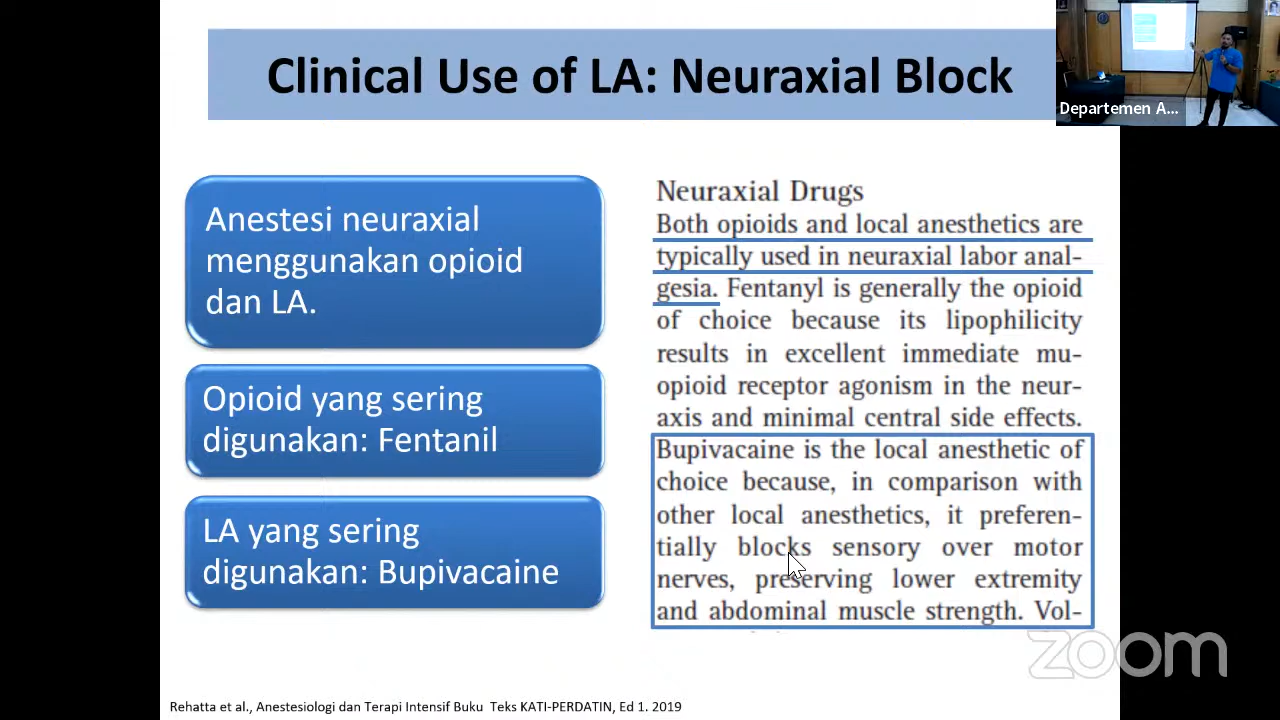 Clinical Use of LA: Neuraxial Block
Departemen A...
Anestesi neuraxial
menggunakan opioid
dan LA.
Opioid yang sering
digunakan: Fentanil
LA yang sering
digunakan: Bupivacaine
Neuraxial Drugs
Both opioids and local anesthetics are
typically used in neuraxial labor anal-
gesia. Fentanyl is generally the opioid
of choice because its lipophilicity
results in excellent immediate mu-
opioid receptor agonism in the neur-
axis and minimal central side effects.
Bupivacaine is the local anesthetic of
choice because, in comparison with
other local anesthetics, it preferen-
tially blocks sensory over motor
nerves, preserving lower extremity
and abdominal muscle strength. Vol-
zoom
Rehatta et al., Anestesiologi dan Terapi Intensif Buku Teks KATI-PERDATIN, Ed 1. 2019